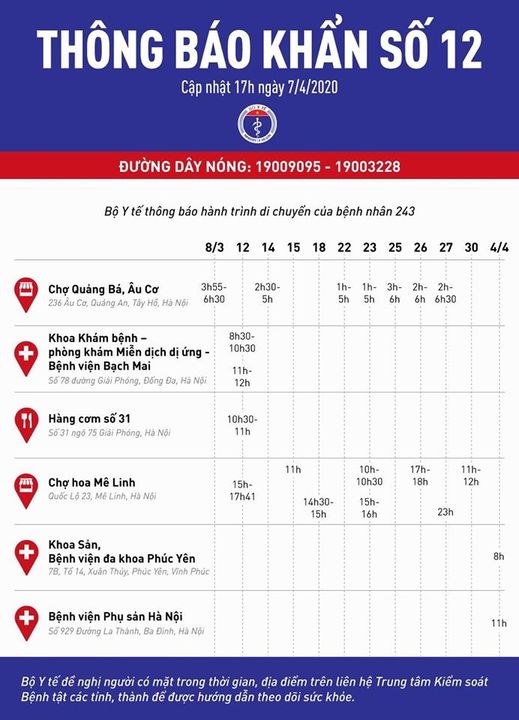 THÔNG BÁO KHẨN SỐ 12
Cập nhật 17h ngày 7/4/2020
BỘ Y TẾ
ĐƯỜNG DÂY NÓNG: 19009095 - 19003228
Bộ Y tế thông báo hành trình di chuyển của bệnh nhân 243
8/3 12 14 15 18 22 23 25 26 27 30 4/4
Chợ Quảng Bá, Âu Cơ
236 Âu Cơ, Quảng An, Tây Hồ, Hà Nội
3h55- 2h30- 1h- 1h- 3h- 2h- 2h-
6h30 5h 5h 5h 6h 6h 6h30
Khoa Khám bệnh –
phòng khám Miễn dịch dị ứng -
Bệnh viện Bạch Mai
Số 78 đường Giải Phóng, Đống Đa, Hà Nội
8h30-
10h30
11h-
12h
Hàng cơm số 31
Số 31 ngõ 75 Giải Phóng, Hà Nội
10h30-
11h
Chợ hoa Mê Linh
Quốc Lộ 23, Mê Linh, Hà Nội
15h-
17h41
11h
14h30-
15h
10h-
10h30
15h-
16h
17h-
18h
23h
11h-
12h
Khoa Sản,
Bệnh viện đa khoa Phúc Yên
7B, Tổ 14, Xuân Thủy, Phúc Yên, Vĩnh Phúc
8h
Bệnh viện Phụ sản Hà Nội
Số 929 Đường La Thành, Ba Đình, Hà Nội
11h
Bộ Y tế đề nghị người có mặt trong thời gian, địa điểm trên liên hệ Trung tâm Kiểm soát
Bệnh tật các tỉnh, thành để được hướng dẫn theo dõi sức khỏe.